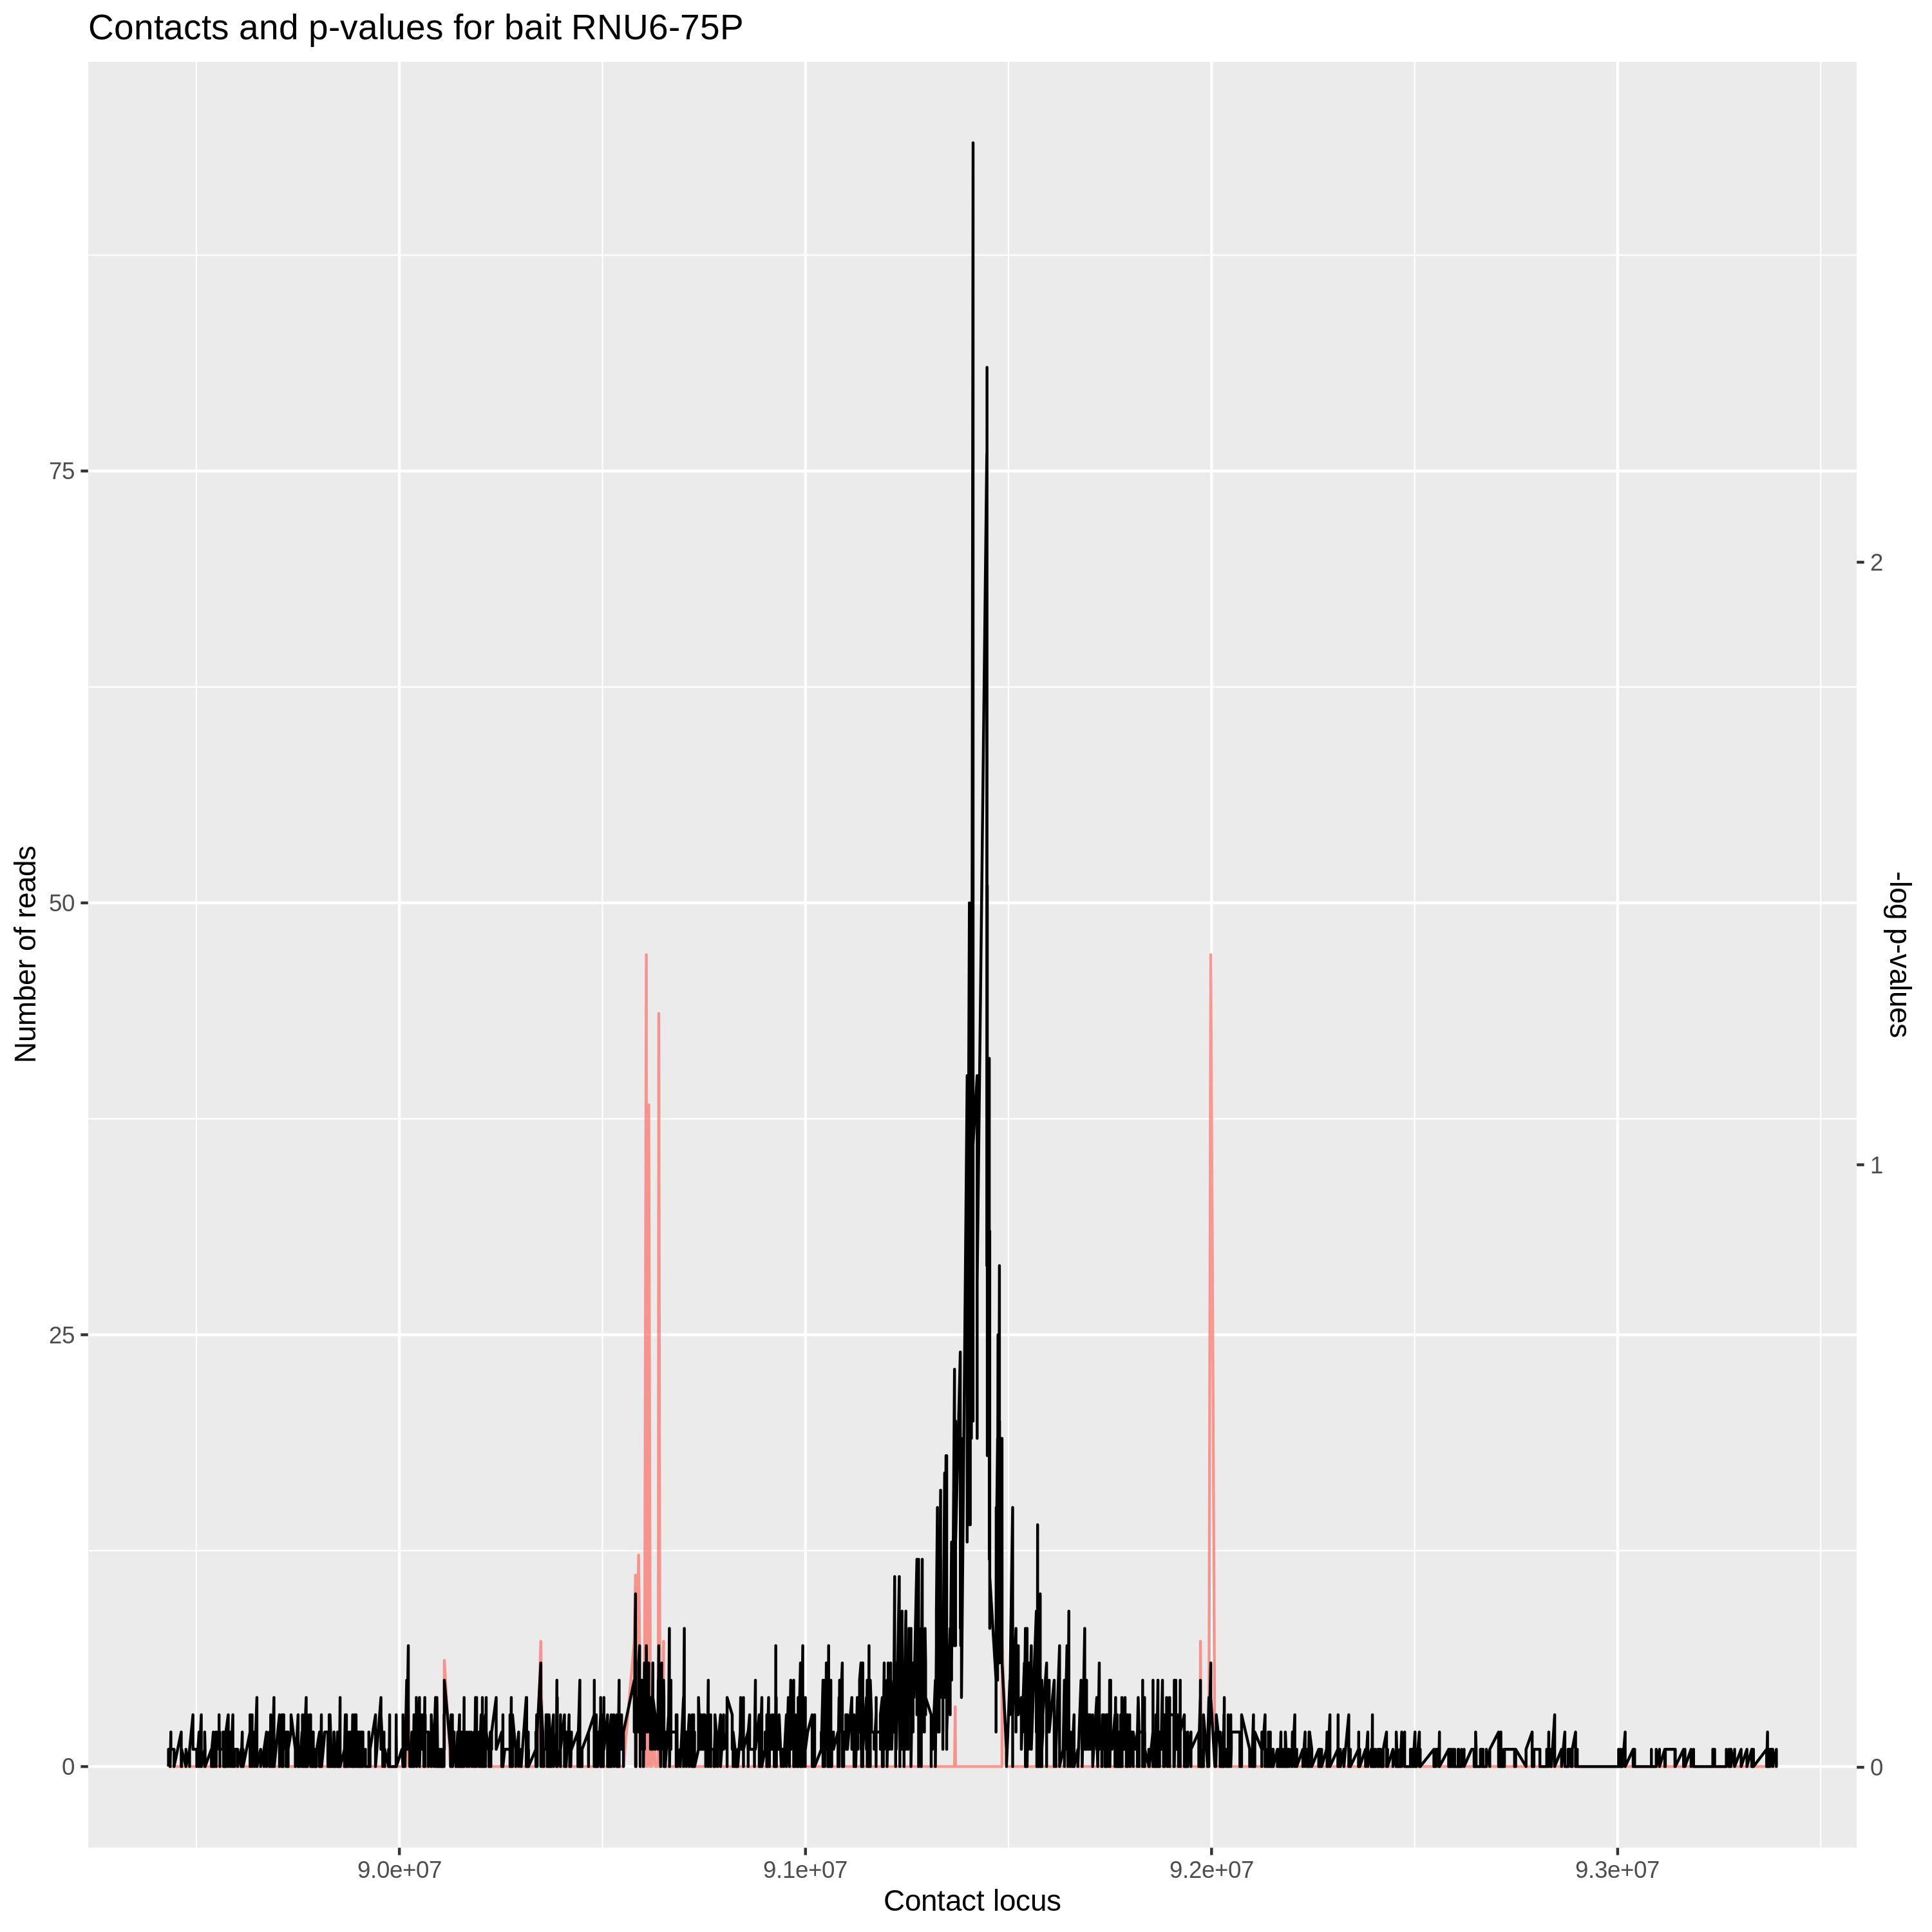 Contacts and p-values for bait RNU6-75P
Number of reads
75
50
25
0
2
1
0
-log p-values
9.0e+07
9.1e+07
9.2e+07
9.3e+07
Contact locus